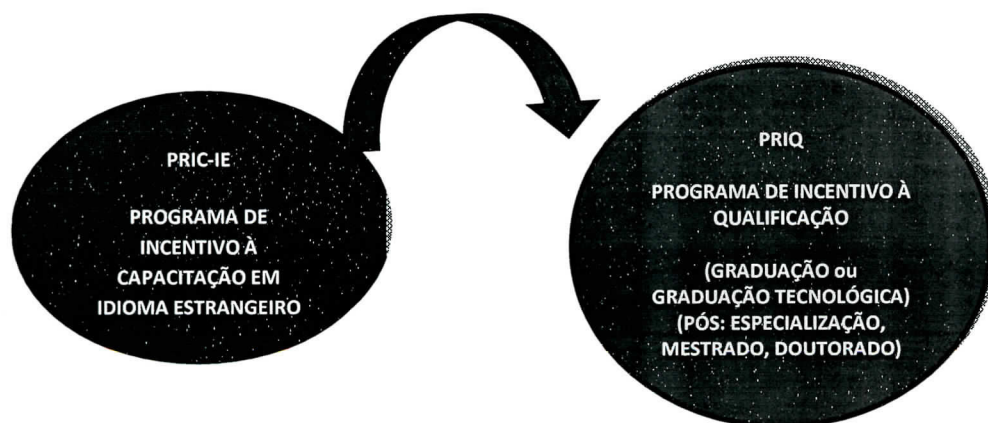 PRIC-IE
PROGRAMA DE
INCENTIVO À
CAPACITAÇÃO EM
IDIOMA ESTRANGEIRO
PRIQ
PROGRAMA DE INCENTIVO À
QUALIFICAÇÃO
(GRADUAÇÃO ou
GRADUAÇÃO TECNOLÓGICA)
(PÓS: ESPECIALIZAÇÃO,
MESTRADO, DOUTORADO)